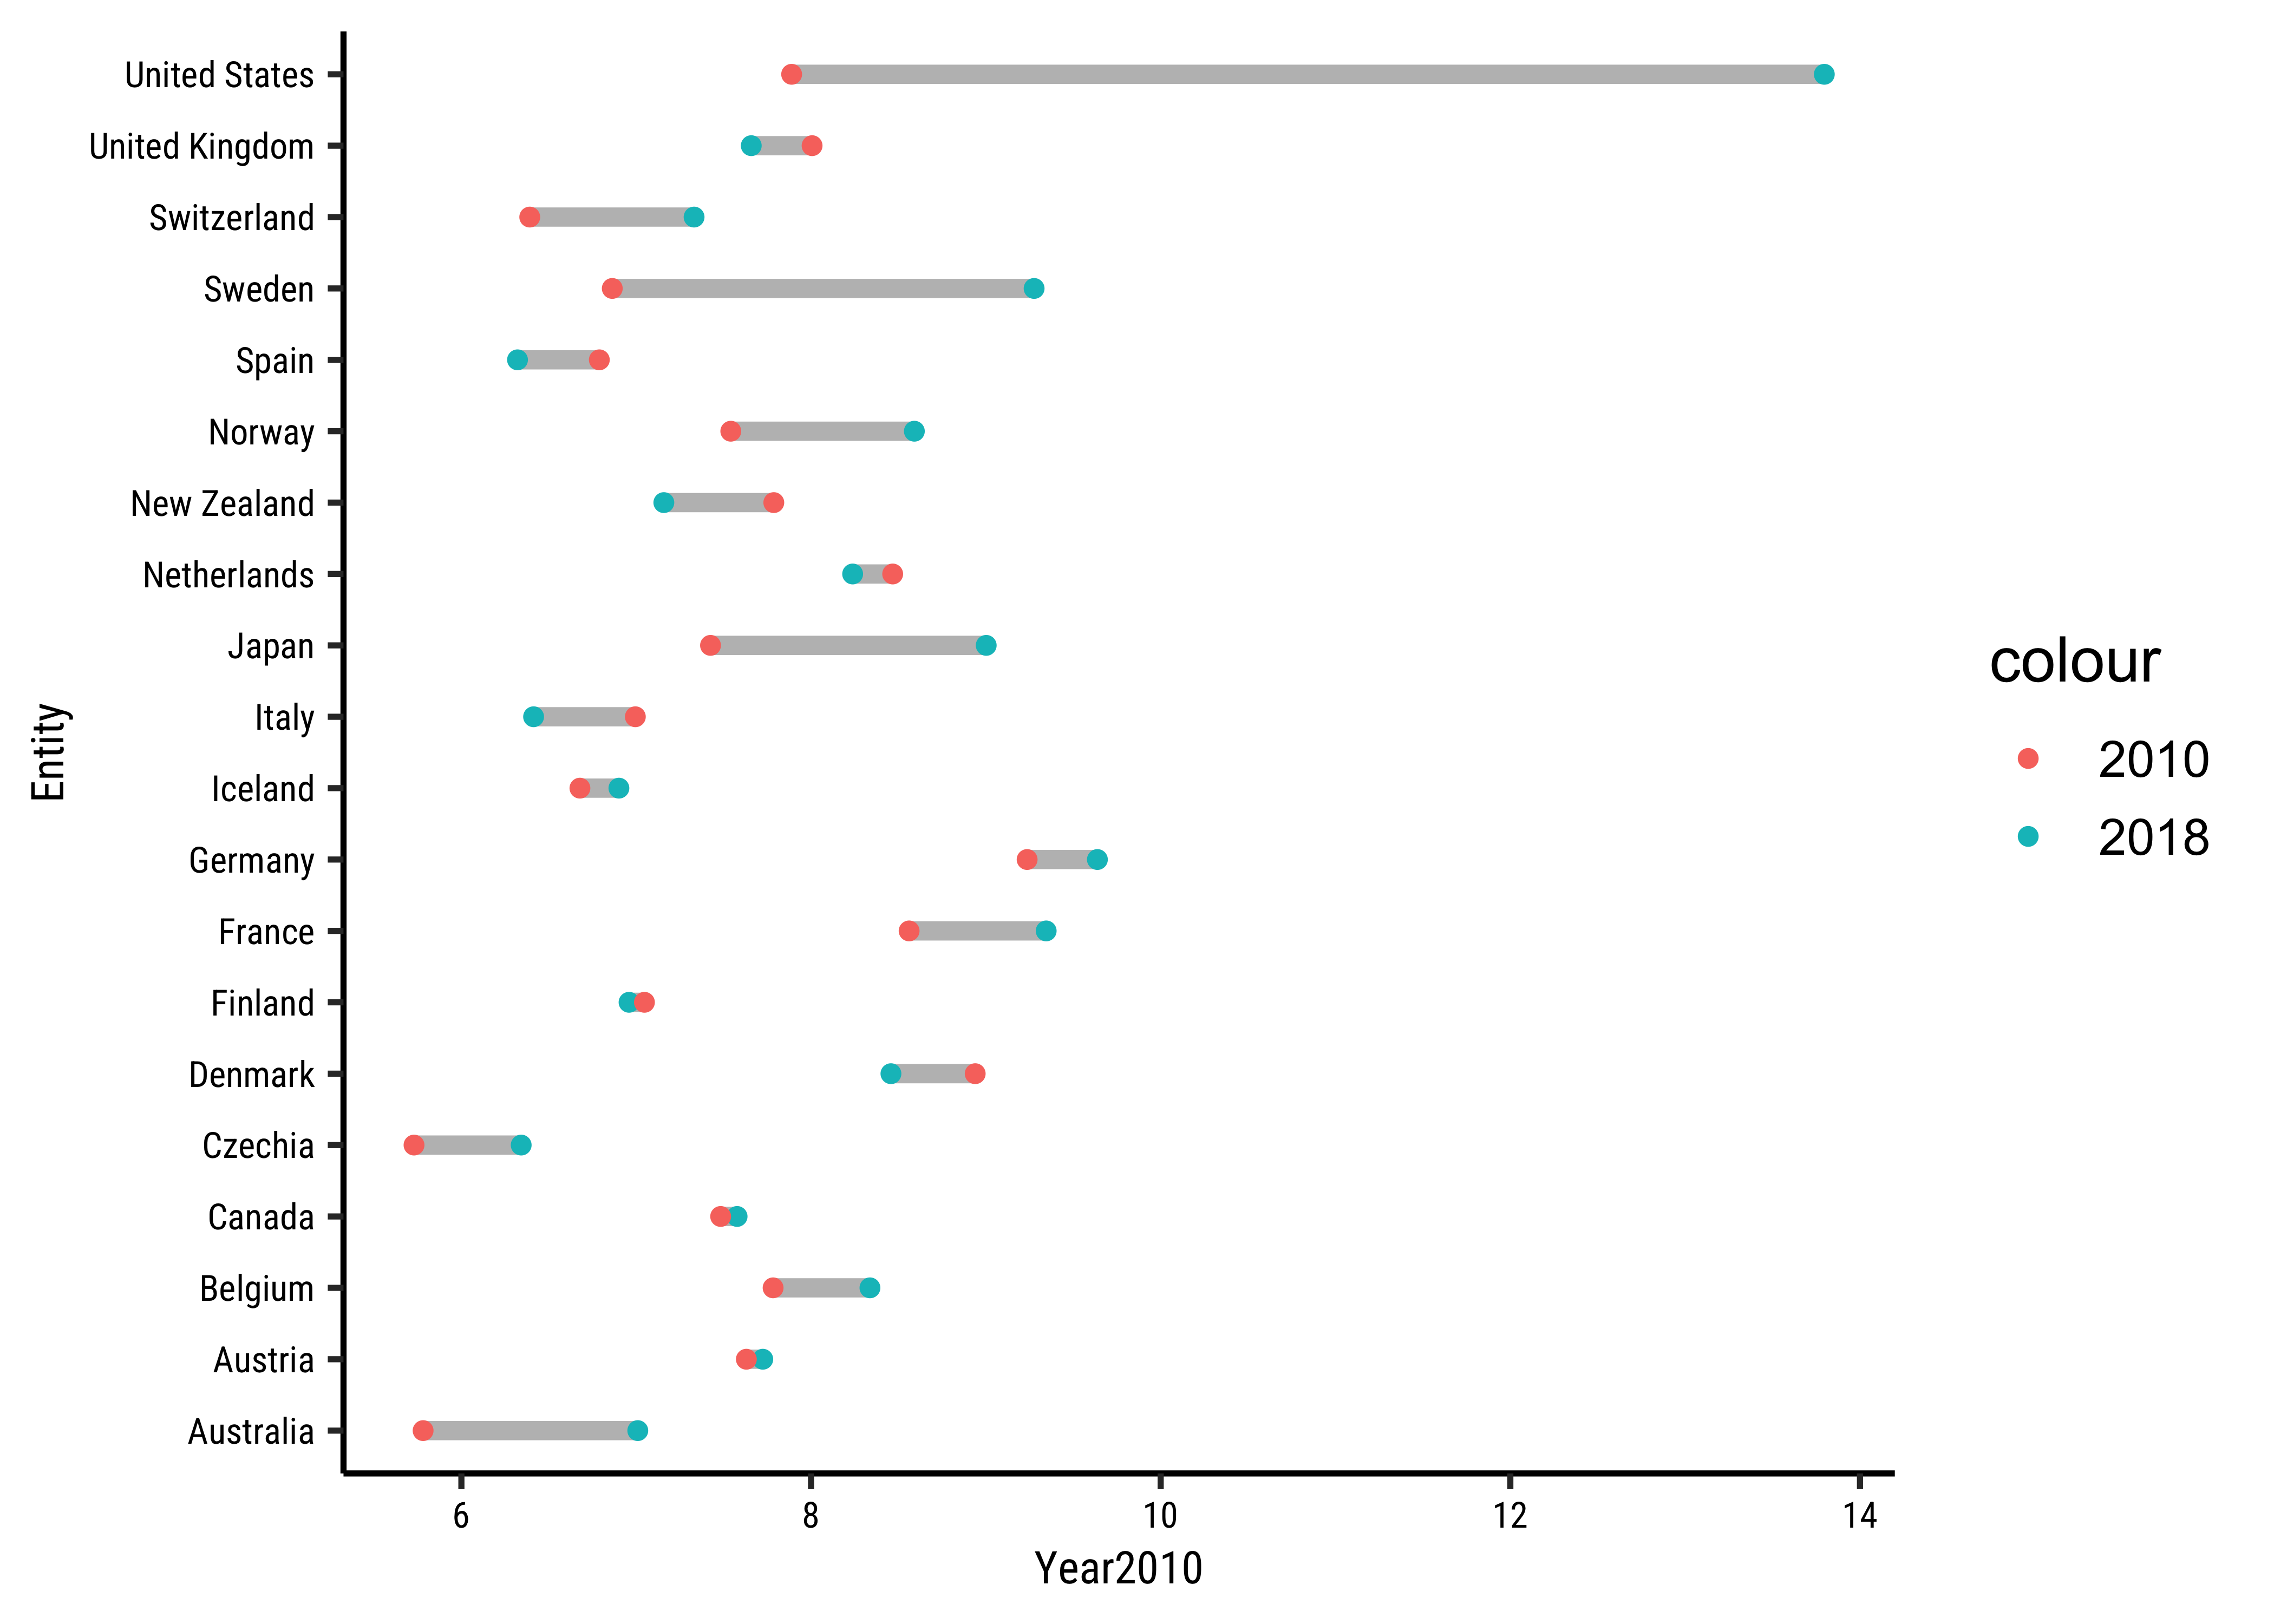 United States
United Kingdom
Switzerland
Sweden
Spain
Norway
New Zealand
Netherlands
Japan
Italy
Iceland
Germany
France
Finland
Denmark
Czechia
Canada
Belgium
Austria
Australia
Entity
6 8 10 12 14
Year2010
colour
2010
2018